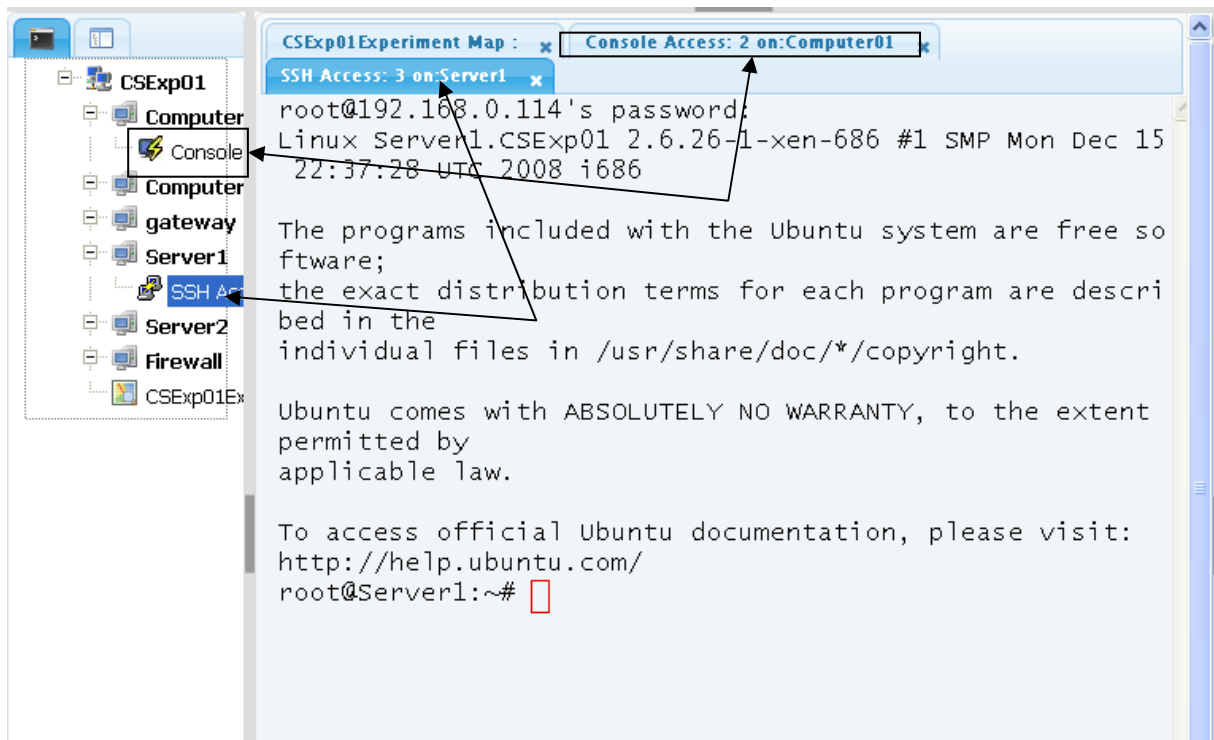 CSExp01
Computer
Console
Computer
gateway
Server1
SSH
Server2
Firewall
CSExp01Ex
CSExp01Experiment Map :
Console Access: 2 on:Computer01
SSH Access: 3 on:Server1
root@192.168.0.114's password:
Linux Server1.CSExp01 2.6.26-1-xen-686 #1 SMP Mon Dec 15
22:37:28 UTC 2008 i686
The programs included with the Ubuntu system are free so
ftware;
the exact distribution terms for each program are descri
bed in the
individual files in /usr/share/doc/*/copyright.
Ubuntu comes with ABSOLUTELY NO WARRANTY, to the extent
permitted by
applicable law.
To access official Ubuntu documentation, please visit:
http://help.ubuntu.com/
root@Server1:~#